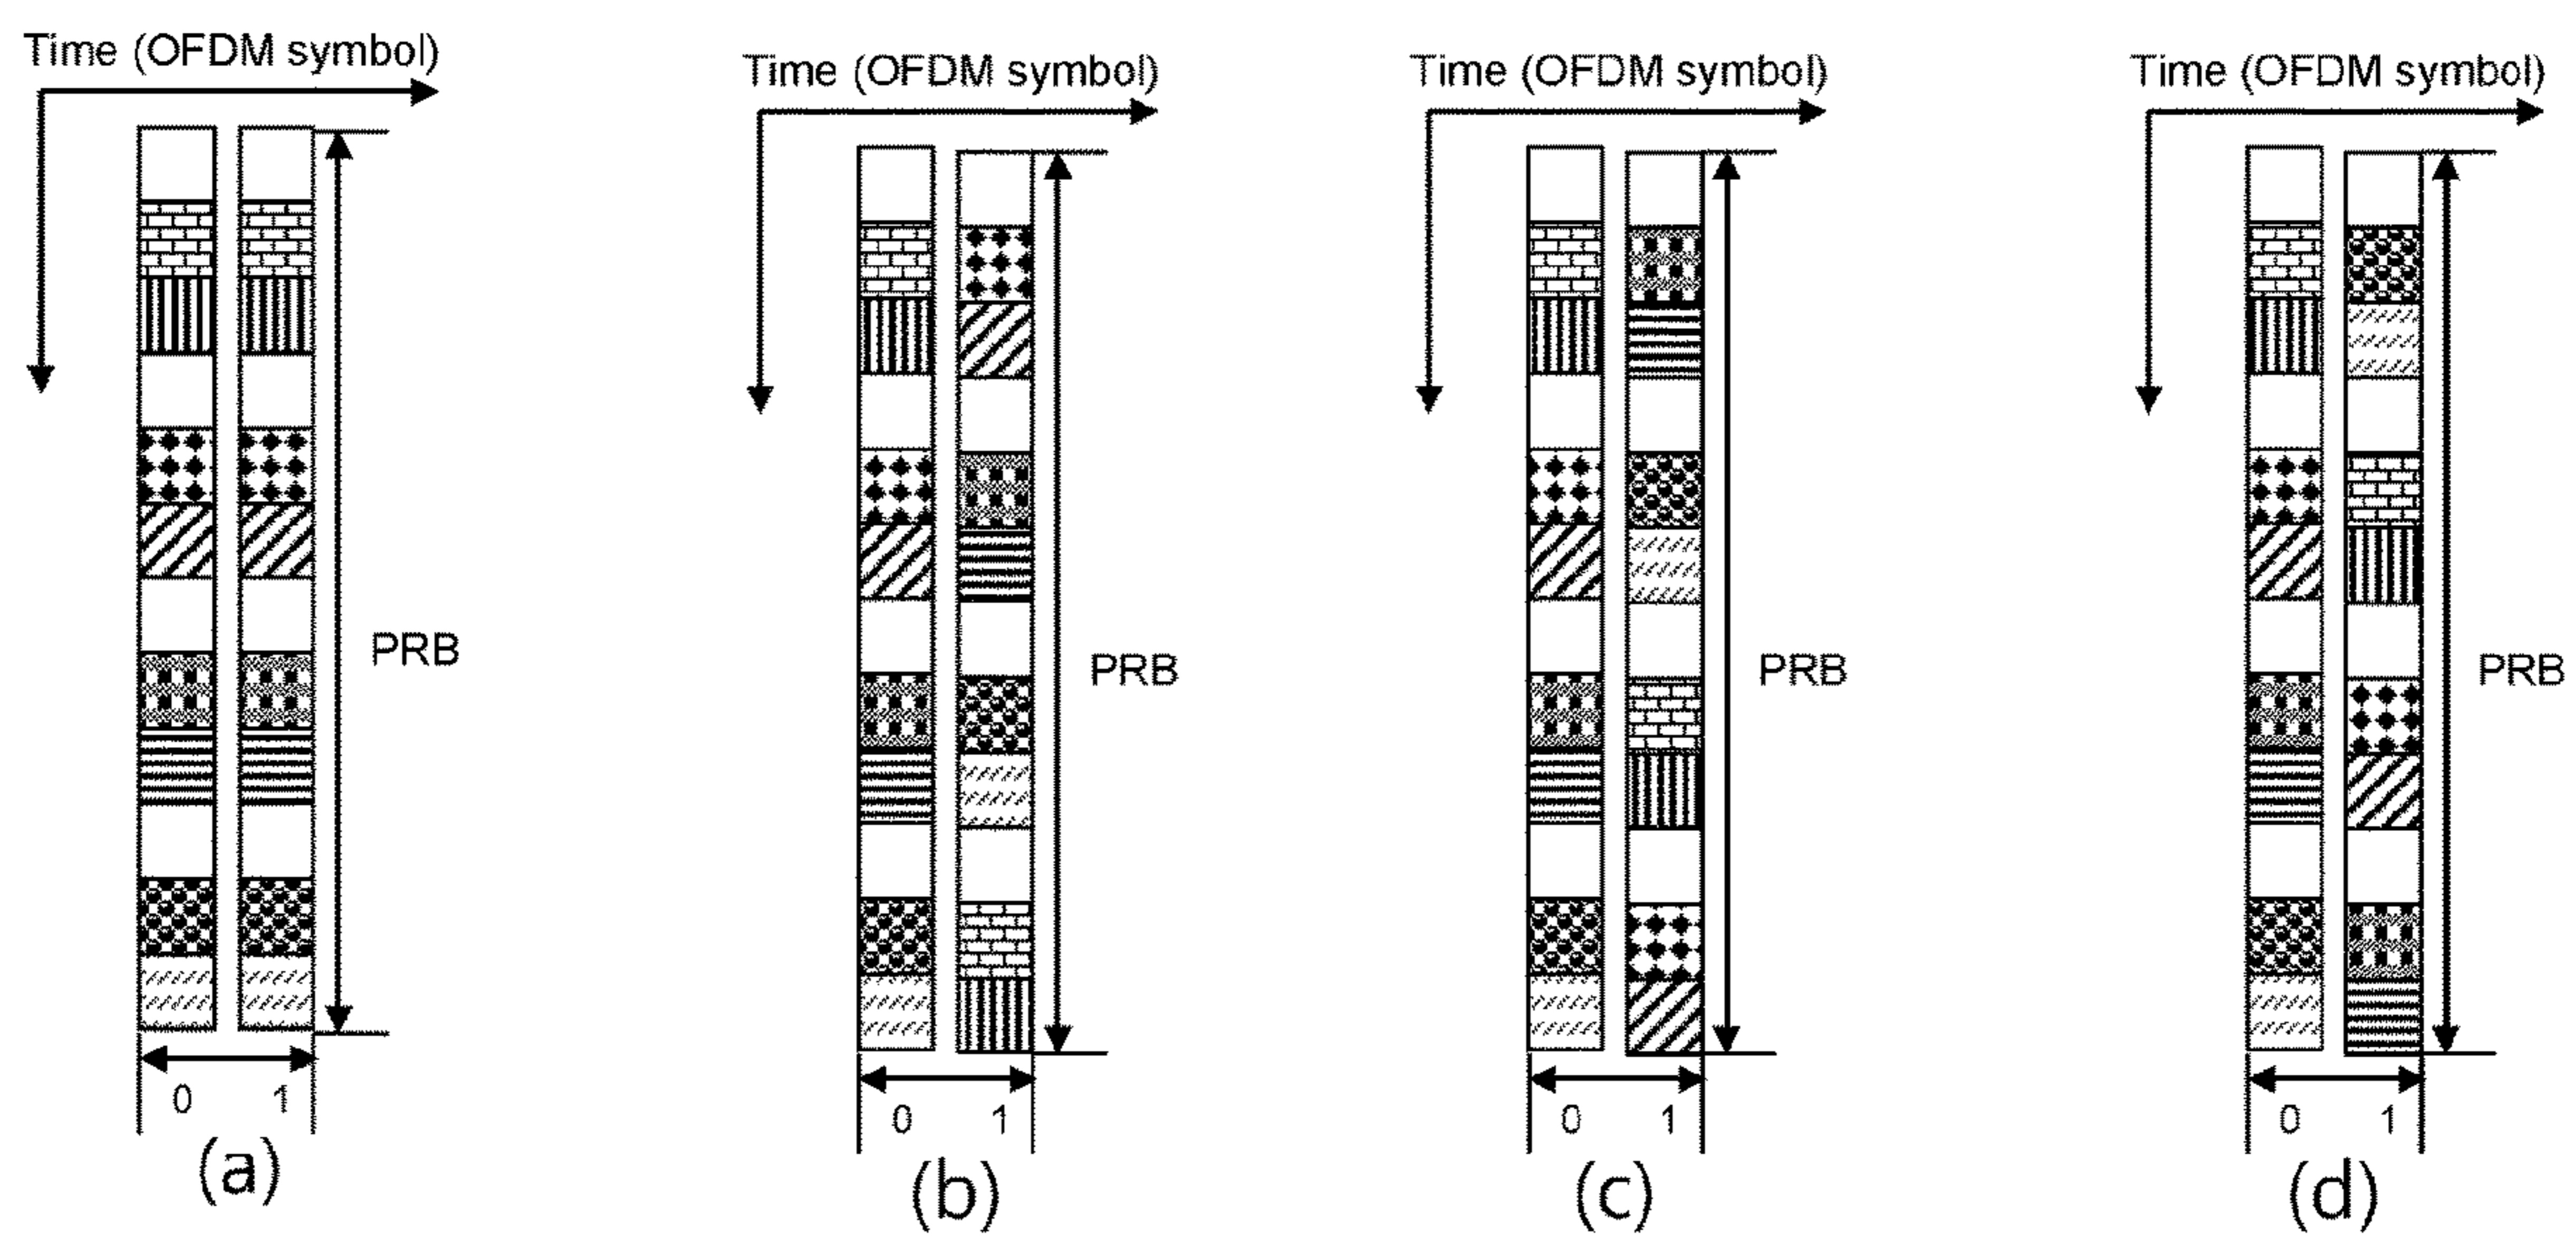 Time (OFDM symbol)
PRB
0 1
(a)
Time (OFDM symbol)
PRB
0 1
(b)
Time (OFDM symbol)
PRB
0 1
(c)
Time (OFDM symbol)
PRB
0 1
(d)